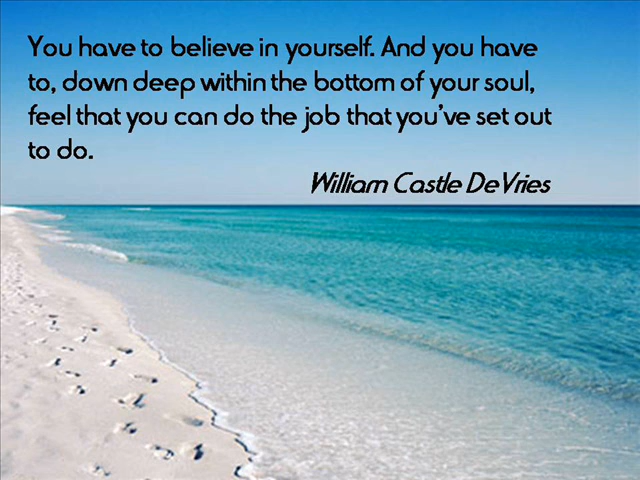 You have to believe in yourself. And you have
to, down deep within the bottom of your soul,
feel that you can do the job that you've set out
to do.
William Castle DeVries